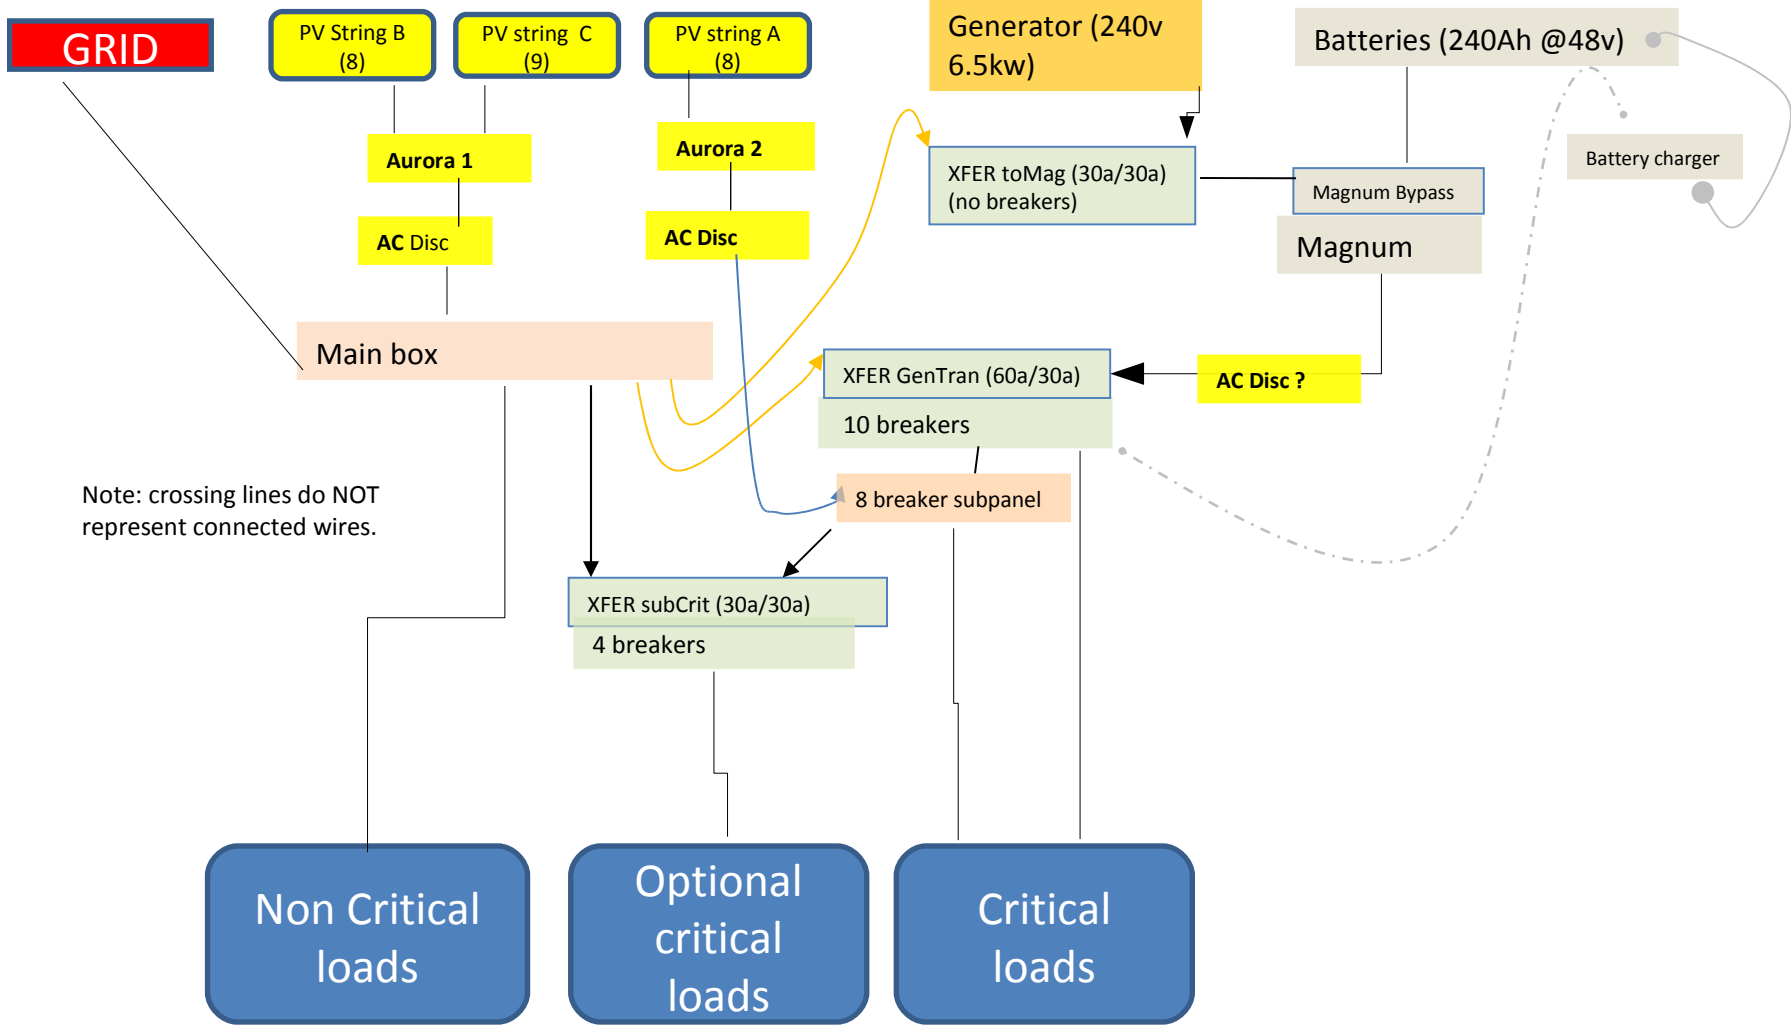 GRID
PV String B
(8)
PV string  C
(9)
PV string A
(8)
Generator (240v
6.5kw)
Batteries (240Ah @48v)
Aurora 1
Aurora 2
Battery charger
XFER toMag (30a/30a)
(no breakers)
Magnum Bypass
Magnum
AC Disc
AC Disc
Main box
XFER GenTran (60a/30a)
AC Disc ?
10 breakers
8 breaker subpanel
Note: crossing lines do NOT
represent connected wires.
XFER subCrit (30a/30a)
4 breakers
Non Critical
loads
Optional
critical
loads
Critical
loads